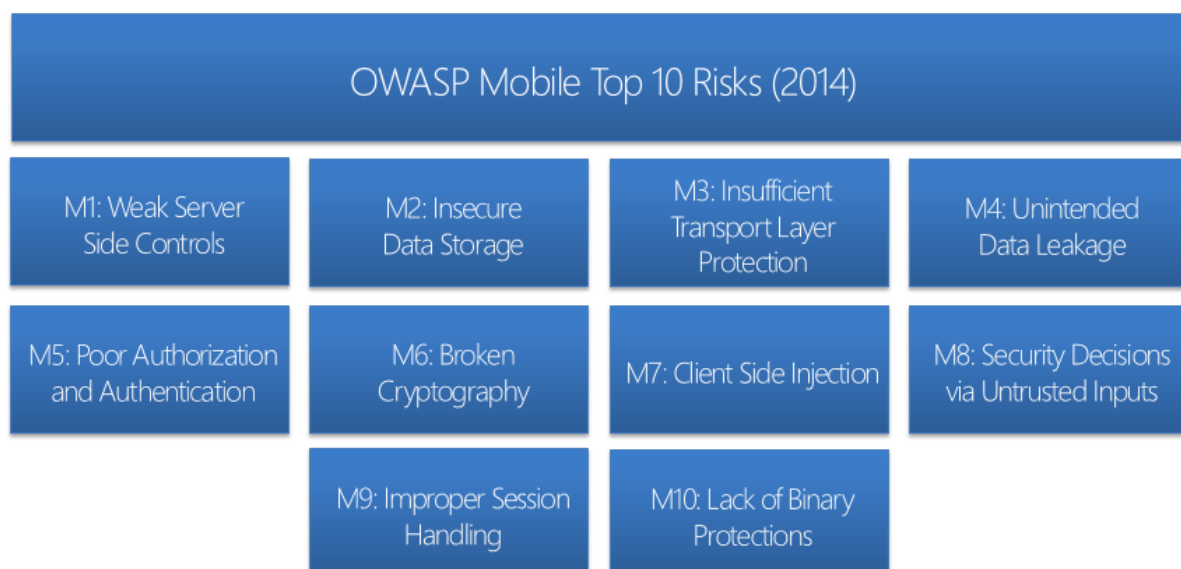 OWASP Mobile Top 10 Risks (2014)
M1: Weak Server
Side Controls
M2: Insecure
Data Storage
M3: Insufficient
Transport Layer
Protection
M4: Unintended
Data Leakage
M5: Poor Authorization
and Authentication
M6: Broken
Cryptography
M7: Client Side Injection
M8: Security Decisions
via Untrusted Inputs
M9: Improper Session
Handling
M10: Lack of Binary
Protections